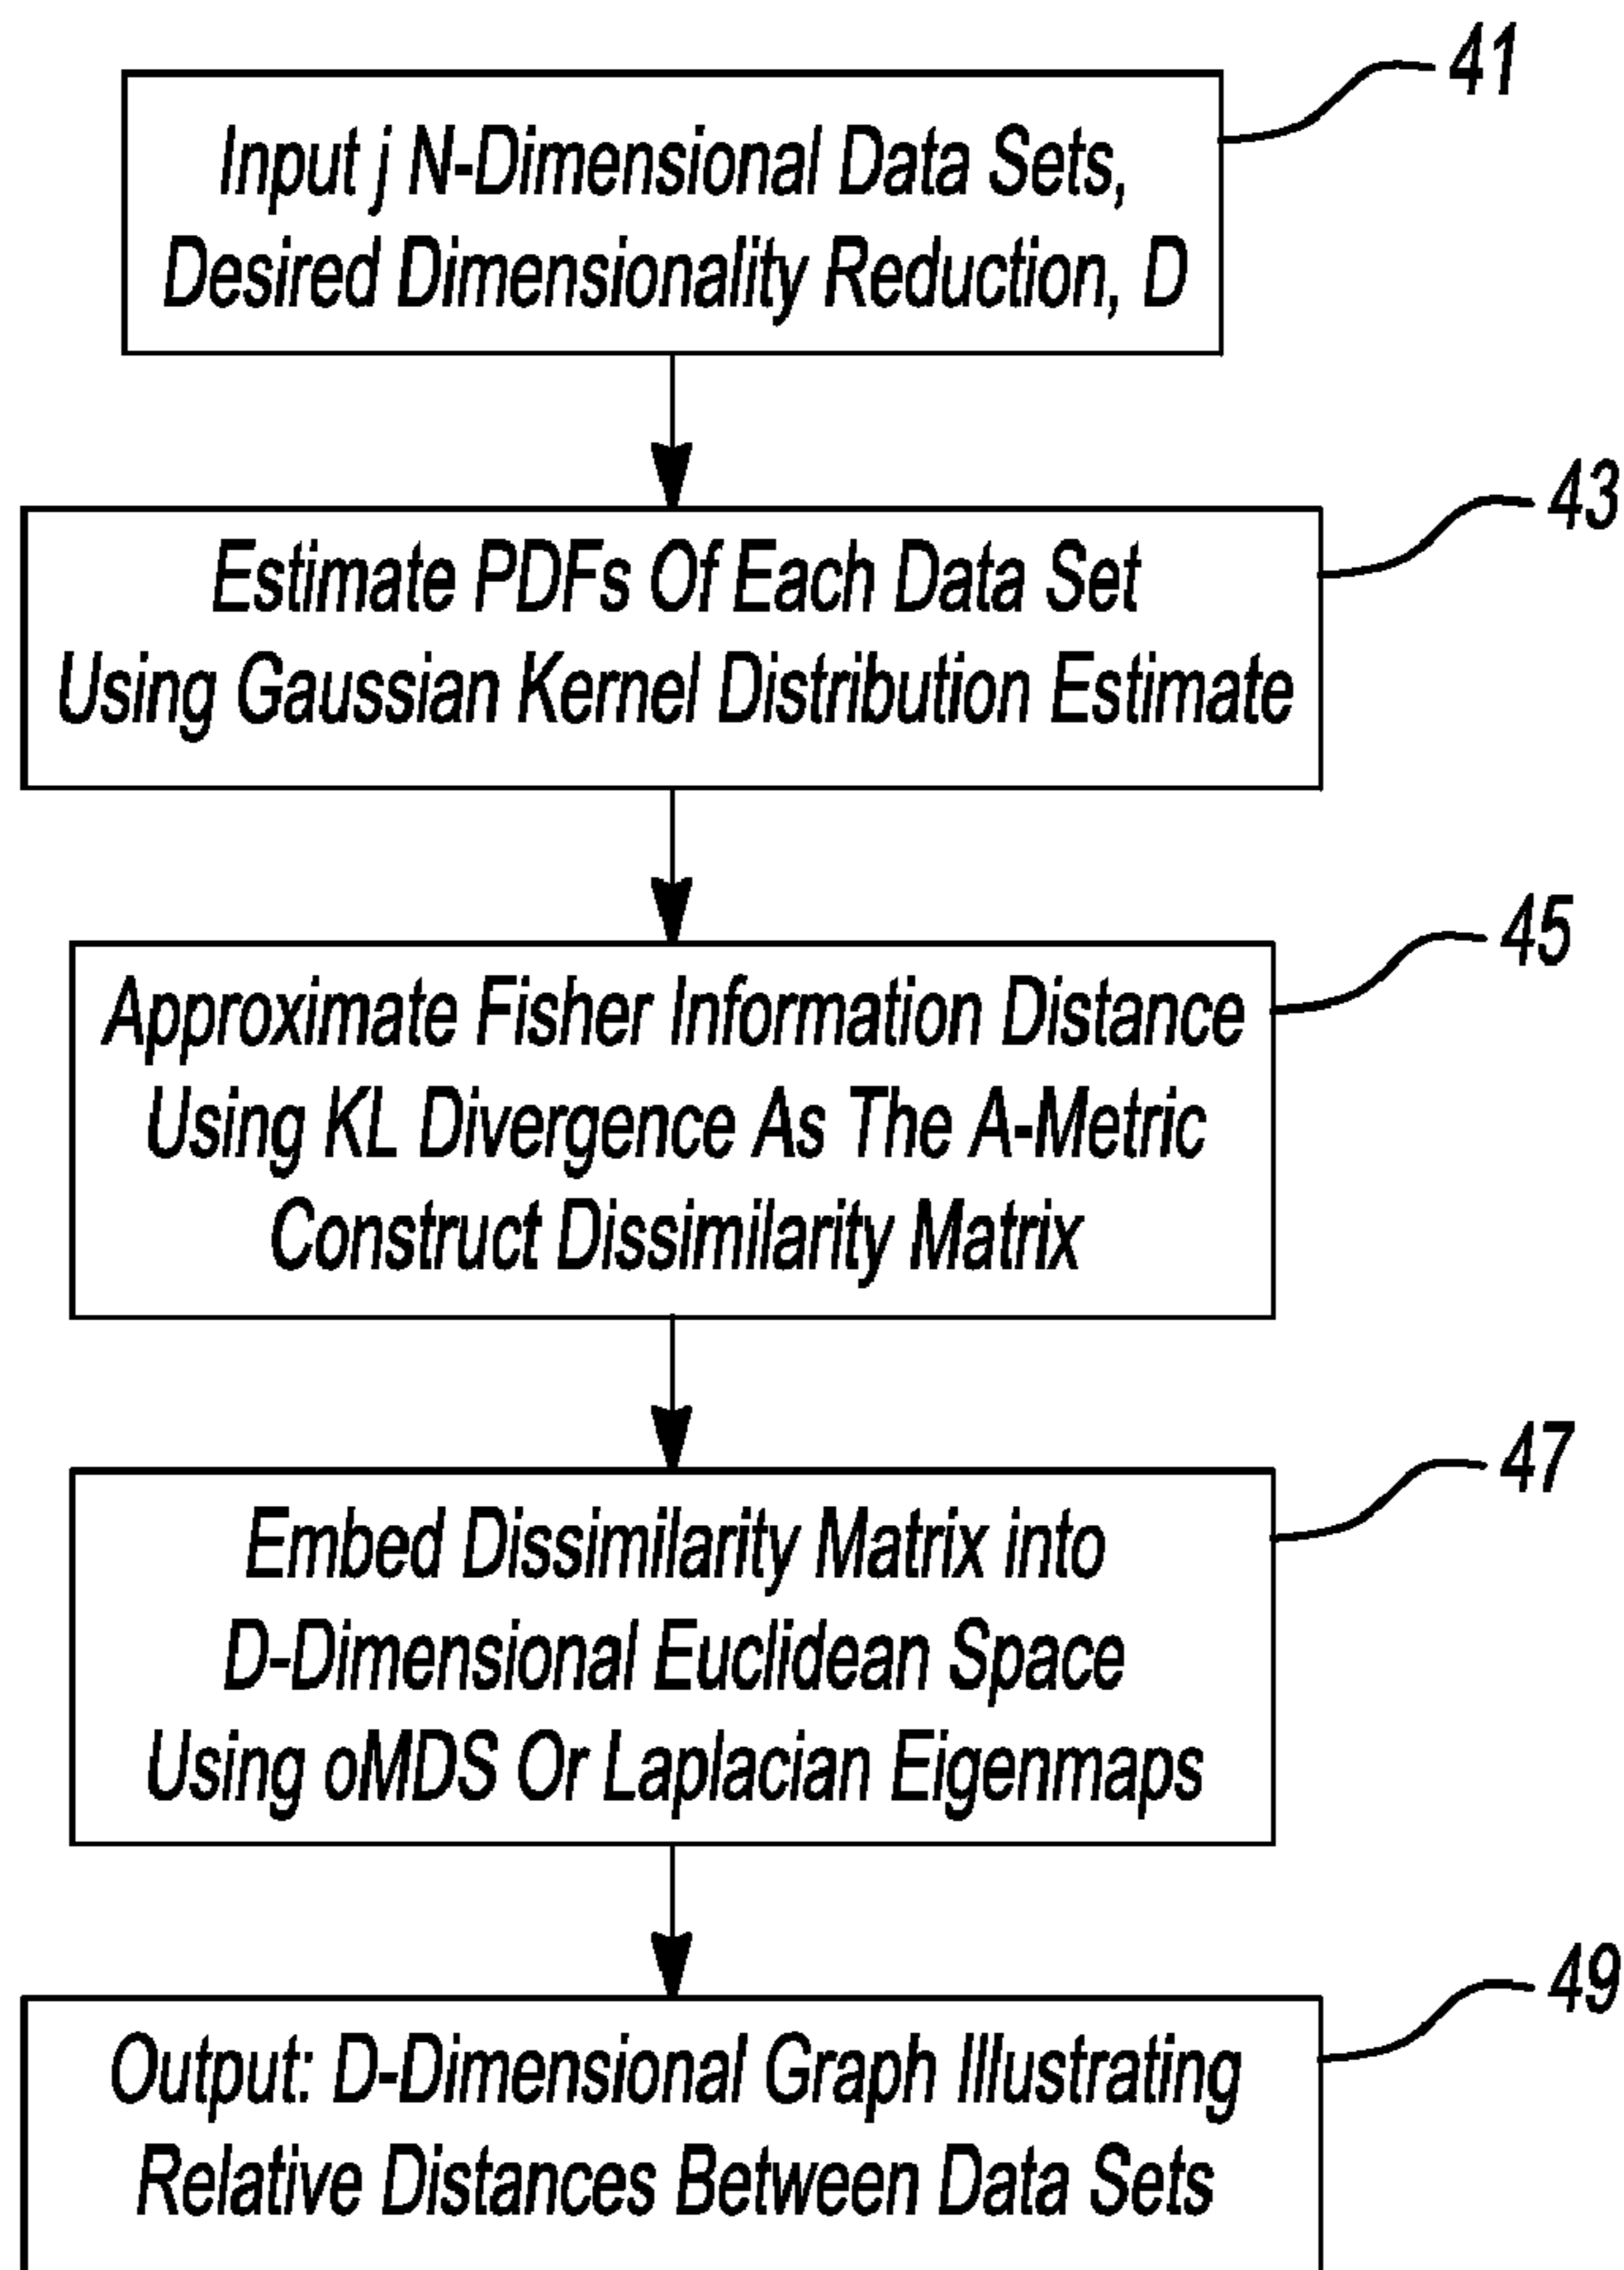 41
Input j N-Dimensional Data Sets,
Desired Dimensionality Reduction, D
43
Estimate PDFs Of Each Data Set
Using Gaussian Kernel Distribution Estimate
45
Approximate Fisher Information Distance
Using KL Divergence As The A-Metric
Construct Dissimilarity Matrix
47
Embed Dissimilarity Matrix into
D-Dimensional Euclidean Space
Using oMDS Or Laplacian Eigenmaps
49
Output: D-Dimensional Graph Illustrating
Relative Distances Between Data Sets